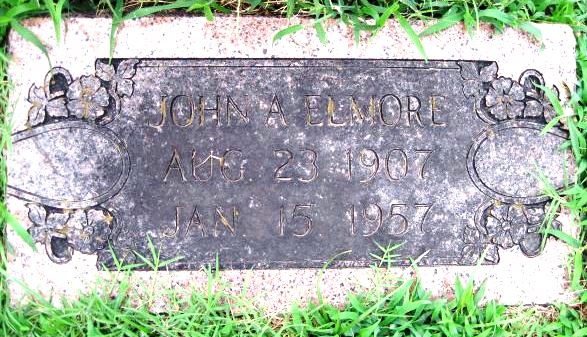 JOHN A ELMORE
AUG. 23 1907
JAN. 15 1957